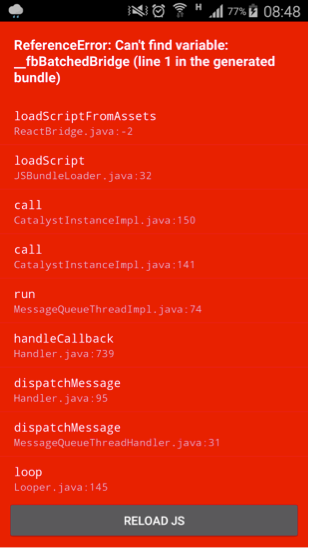 H 77% 08:48
ReferenceError: Can't find variable:
__fbBatchedBridge (line 1 in the generated
bundle)
loadScriptFromAssets
ReactBridge.java:-2
loadScript
JSBundleLoader.java:32
call
CatalystInstanceImpl.java:150
call
CatalystInstanceImpl.java:141
run
MessageQueueThreadImpl.java:74
handleCallback
Handler.java:739
dispatchMessage
Handler.java:95
dispatchMessage
MessageQueueThreadHandler.java:31
loop
Looper.java:145
RELOAD JS